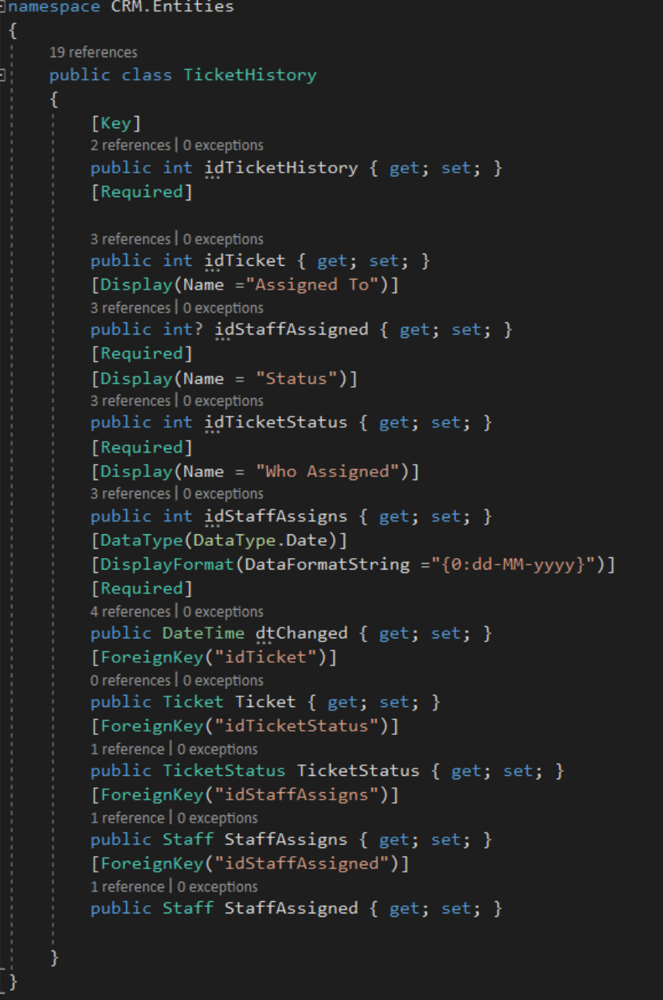 namespace CRM.Entities
{
19 references
public class TicketHistory
{
[Key]
2 references | 0 exceptions
public int idTicketHistory { get; set; }
[Required]
3 references | 0 exceptions
public int idTicket { get; set; }
[Display(Name ="Assigned To")]
3 references | 0 exceptions
public int? idStaffAssigned { get; set; }
[Required]
[Display(Name = "Status")]
3 references | 0 exceptions
public int idTicketStatus { get; set; }
[Required]
[Display(Name = "Who Assigned")]
3 references | 0 exceptions
public int idStaffAssigns { get; set; }
[DataType(DataType.Date)]
[DisplayFormat(DataFormatString ="{0:dd-MM-yyyy}")]
[Required]
4 references | 0 exceptions
public DateTime dtChanged { get; set; }
[ForeignKey("idTicket")]
0 references | 0 exceptions
public Ticket Ticket { get; set; }
[ForeignKey("idTicketStatus")]
1 reference | 0 exceptions
public TicketStatus TicketStatus { get; set; }
[ForeignKey("idStaffAssigns")]
1 reference | 0 exceptions
public Staff StaffAssigns { get; set; }
[ForeignKey("idStaffAssigned")]
1 reference | 0 exceptions
public Staff StaffAssigned { get; set; }
}
}